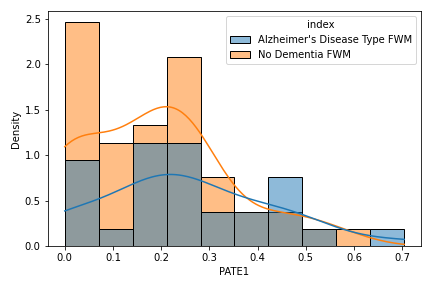 index
Alzheimer's Disease Type FWM
No Dementia FWM
2.5
2.0
1.5
1.0
0.5
0.0
Density
0.0 0.1 0.2 0.3 0.4 0.5 0.6 0.7
PATE1